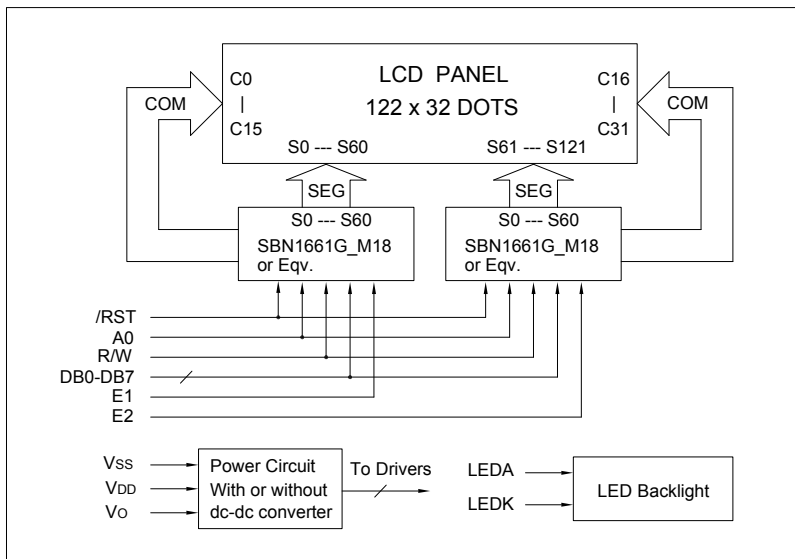 LCD PANEL
122 x 32 DOTS
C0
|
C15
C16
|
C31
COM
COM
S0 --- S60
S61 --- S121
SEG
SEG
S0 --- S60
SBN1661G_M18
or Eqv.
S0 --- S60
SBN1661G_M18
or Eqv.
/RST
A0
R/W
DB0-DB7
E1
E2
VSS
VDD
VO
Power Circuit
With or without
dc-dc converter
To Drivers
LEDA
LEDK
LED Backlight